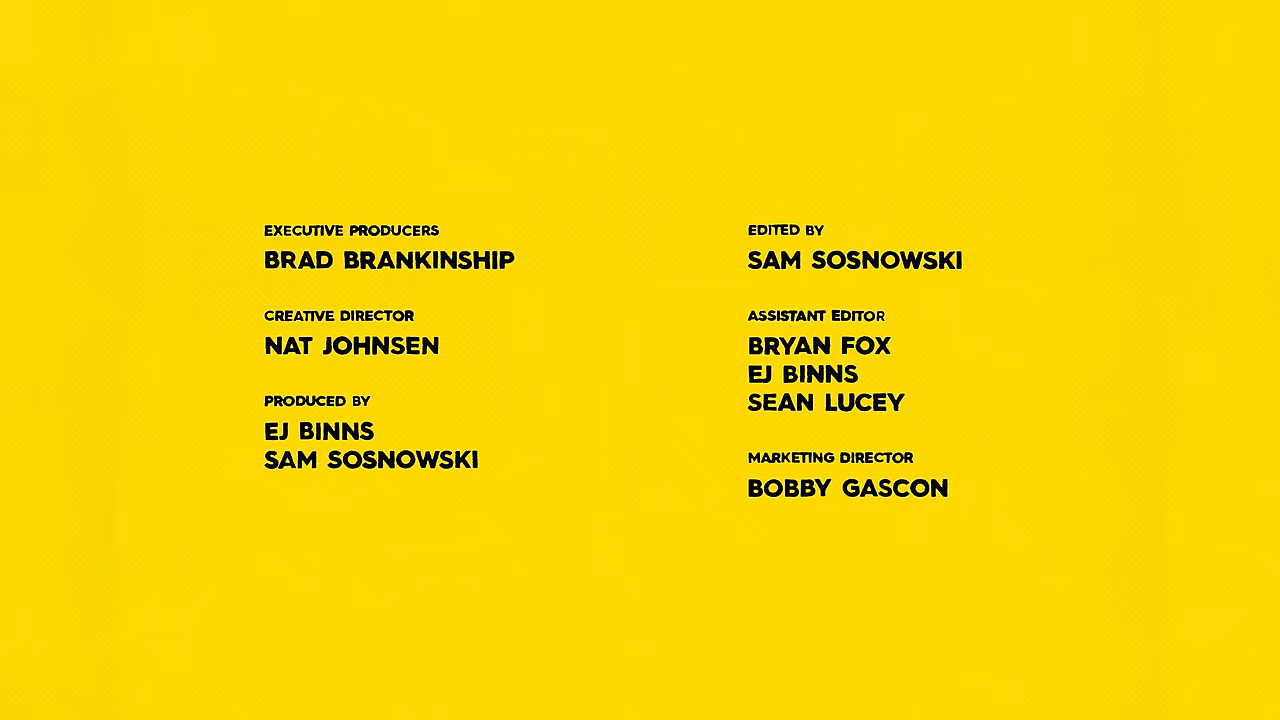 EXECUTIVE PRODUCERS
BRAD BRANKINSHIP
CREATIVE DIRECTOR
NAT JOHNSEN
PRODUCED BY
EJ BINNS
SAM SOSNOWSKI
EDITED BY
SAM SOSNOWSKI
ASSISTANT EDITOR
BRYAN FOX
EJ BINNS
SEAN LUCEY
MARKETING DIRECTOR
BOBBY GASCON